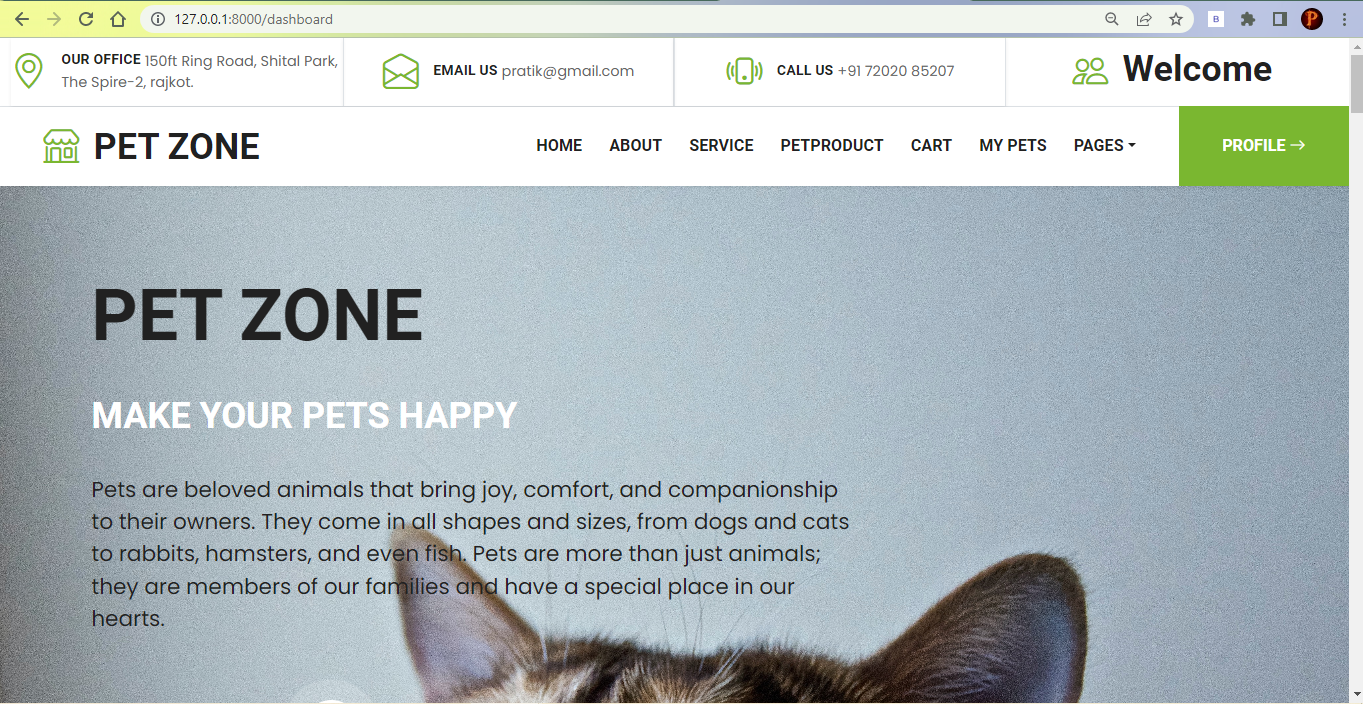 127.0.0.1:8000/dashboard
B
P
OUR OFFICE 150ft Ring Road, Shital Park,
The Spire-2, rajkot.
EMAIL US pratik@gmail.com
CALL US +91 72020 85207
Welcome
PET ZONE
HOME ABOUT SERVICE PETPRODUCT CART MY PETS PAGES
PROFILE →
PET ZONE
MAKE YOUR PETS HAPPY
Pets are beloved animals that bring joy, comfort, and companionship
to their owners. They come in all shapes and sizes, from dogs and cats
to rabbits, hamsters, and even fish. Pets are more than just animals;
they are members of our families and have a special place in our
hearts.